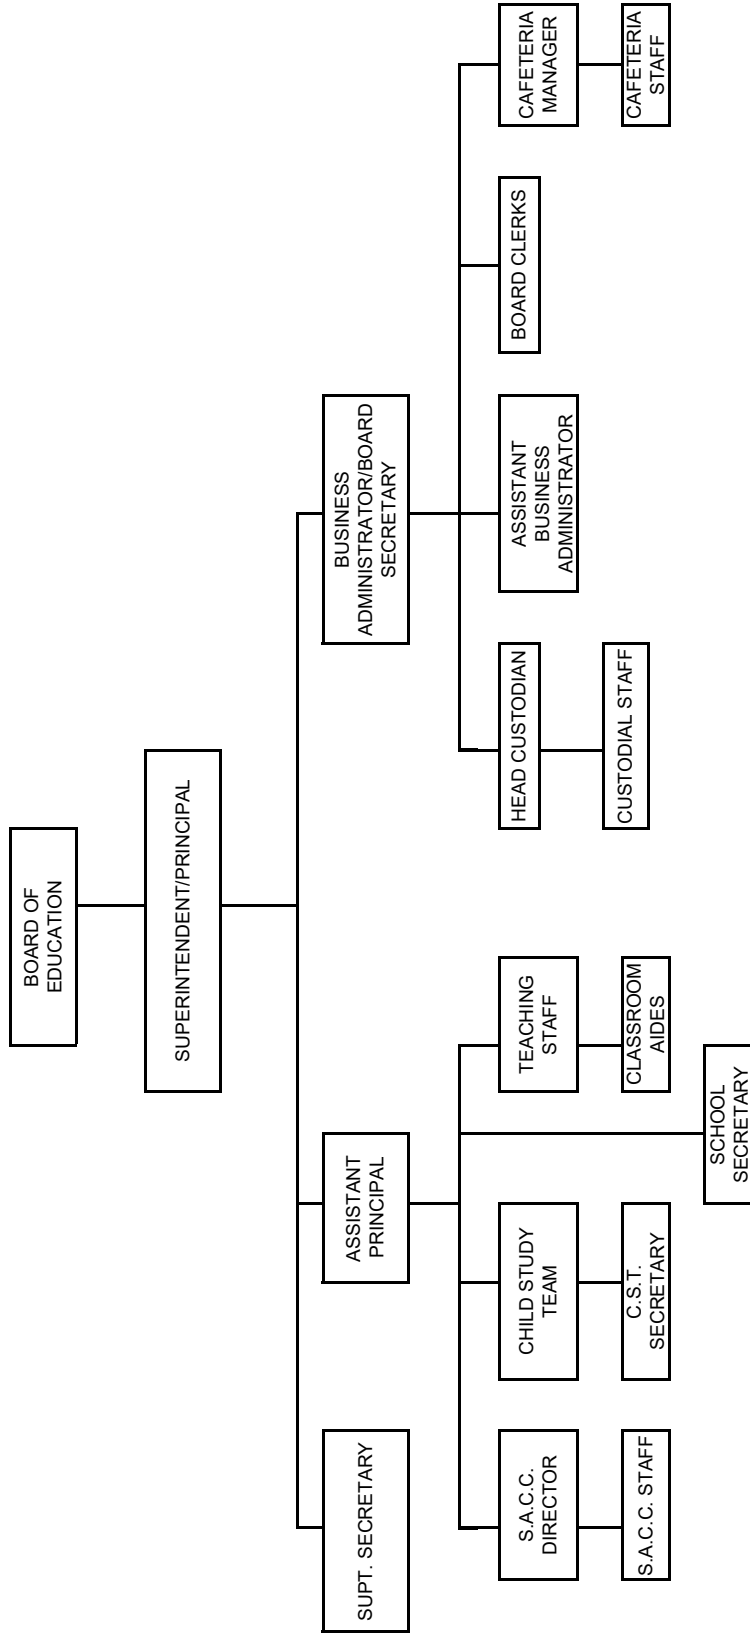 BOARD OF
EDUCATION
SUPERINTENDENT/PRINCIPAL
SUPT. SECRETARY
ASSISTANT
PRINCIPAL
BUSINESS
ADMINISTRATOR/BOARD
SECRETARY
S.A.C.C.
DIRECTOR
CHILD STUDY
TEAM
TEACHING
STAFF
HEAD CUSTODIAN
ASSISTANT
BUSINESS
ADMINISTRATOR
BOARD CLERKS
CAFETERIA
MANAGER
S.A.C.C. STAFF
C.S.T.
SECRETARY
CLASSROOM
AIDES
CUSTODIAL STAFF
CAFETERIA
STAFF
SCHOOL
SECRETARY